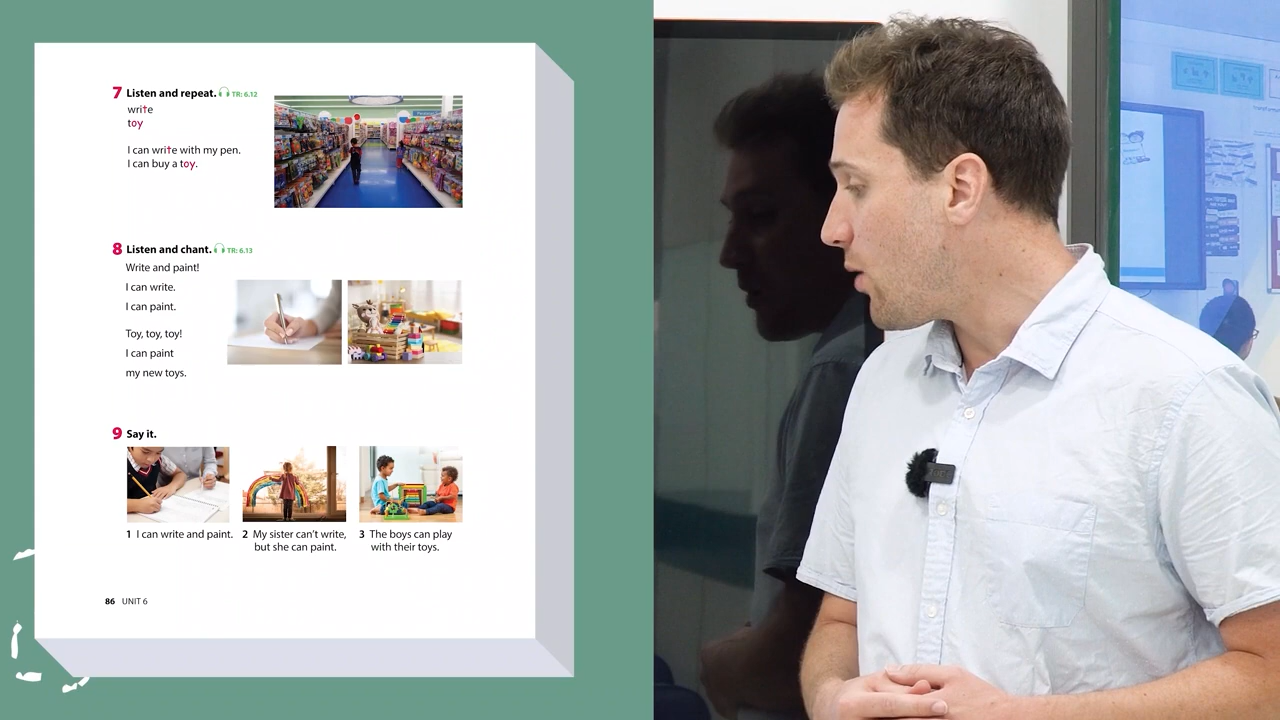 7 Listen and repeat. TR: 6.12
write
toy
I can write with my pen.
I can buy a toy.
8 Listen and chant. TR: 6.13
Write and paint!
I can write.
I can paint.
Toy, toy, toy!
I can paint
my new toys.
9 Say it.
1 I can write and paint.
2 My sister can't write,
but she can paint.
3 The boys can play
with their toys.
86 UNIT 6